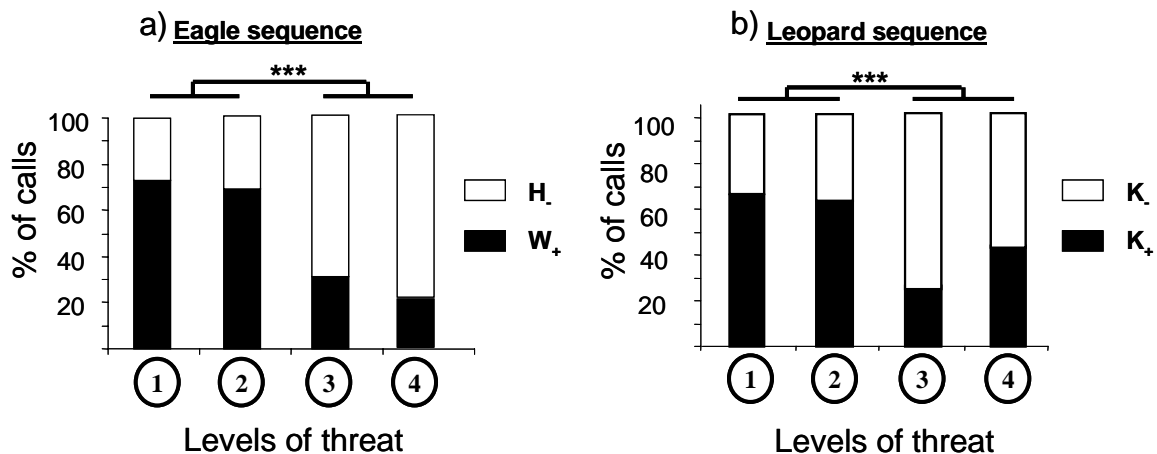 a) Eagle sequence
***
100
80
60
40
20
% of calls
H-
W+
1 2 3 4
Levels of threat
b) Leopard sequence
***
100
80
60
40
20
% of calls
K-
K+
1 2 3 4
Levels of threat